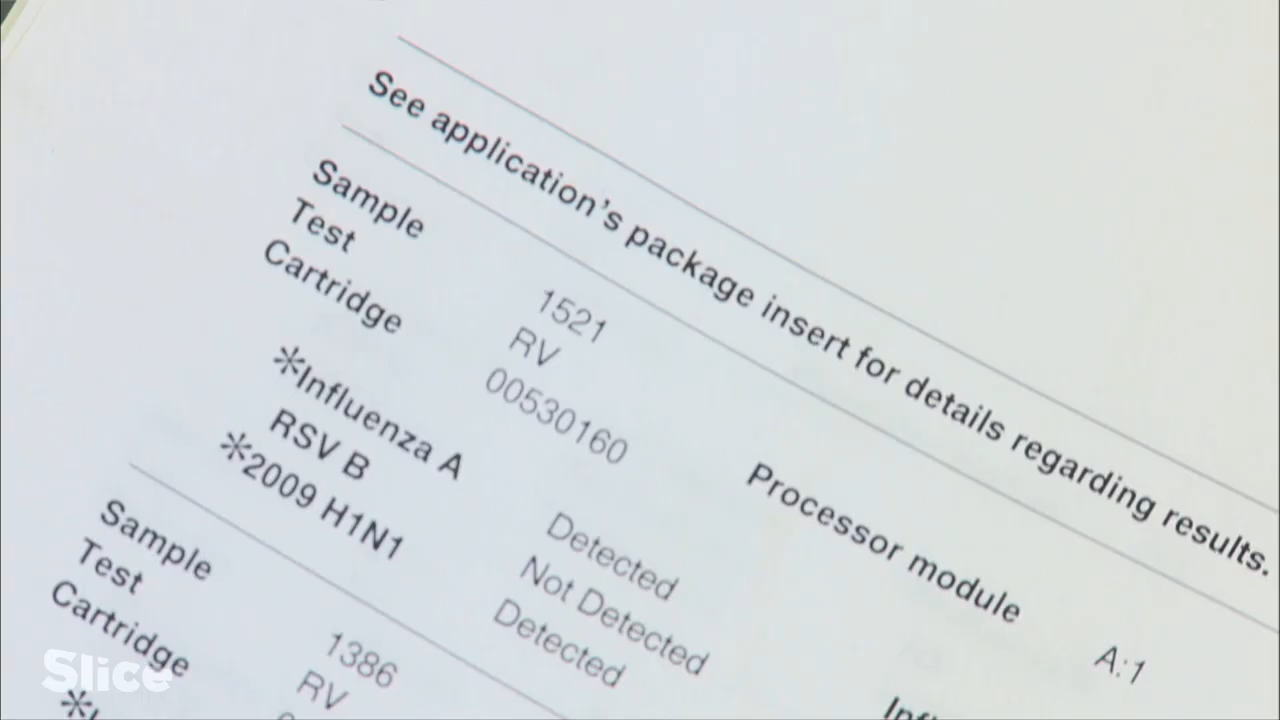 See application's package insert for details regarding results.
Sample 1521 Processor module A:1
Test RV
Cartridge 00530160
*Influenza A Detected
RSV B Not Detected
*2009 H1N1 Detected
Sample 1386
Test RV
Cartridge
Slice